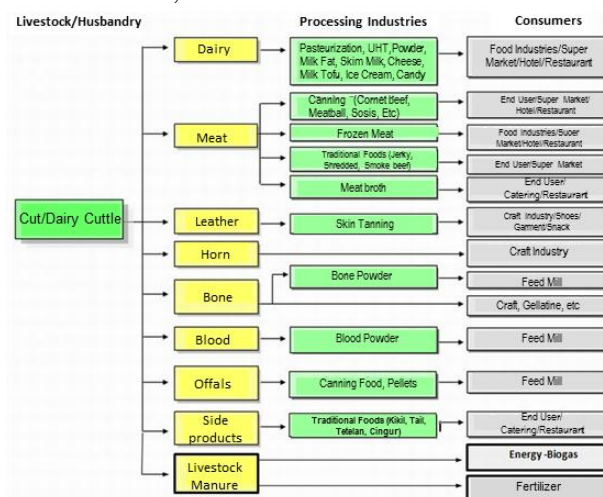 Livestock/Husbandry
Processing Industries
Consumers
Cut/Dairy Cuttle
Dairy
Pasteurization, UHT,Powder,
Milk Fat, Skim Milk, Cheese,
Milk Tofu, Ice Cream, Candy
Food Industries/Super
Market/Hotel/Restaurant
Meat
Canning (Cornet Beef,
Meatball, Sosis, Etc)
End User/Super Market/
Hotel/Restaurant
Frozen Meat
Food Industries/Super
Market/Hotel/Restaurant
Traditional Foods (Jerky,
Shredded, Smoke beef)
End User/Super Market
Meat broth
End User/
Catering/Restaurant
Leather
Skin Tanning
Craft Industry/Shoes/
Garment/Snack
Horn
Craft Industry
Bone
Bone Powder
Feed Mill
Craft, Gellatine, etc
Blood
Blood Powder
Feed Mill
Offals
Canning Food, Pellets
Feed Mill
Side
products
Traditional Foods (Kikil, Tail,
Tetelan, Cingur)
End User/
Catering/Restaurant
Livestock
Manure
Energy -Biogas
Fertilizer